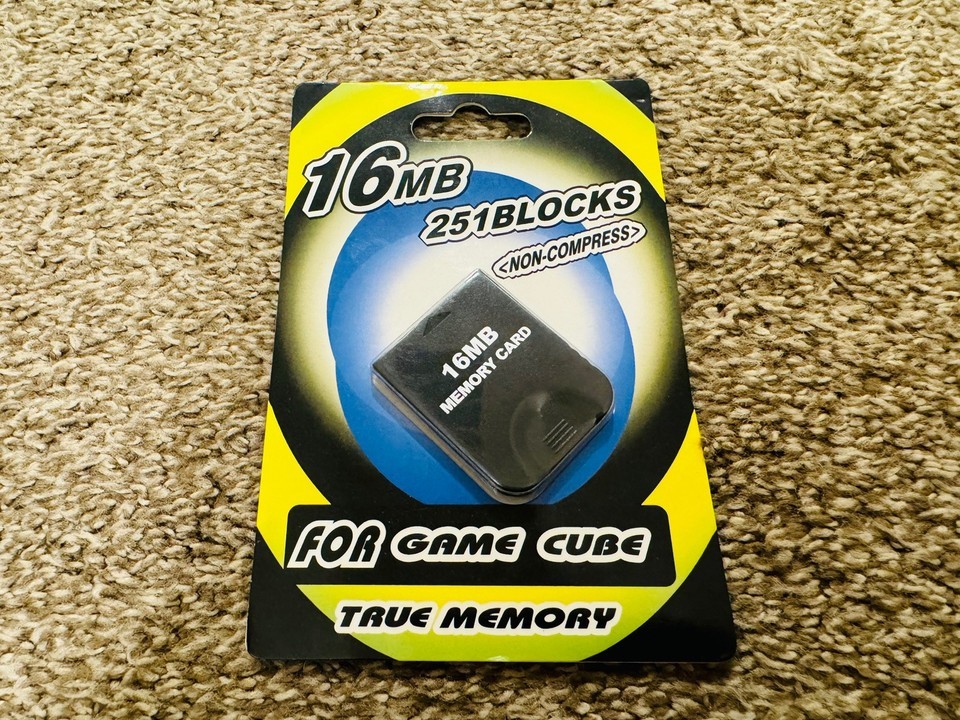 16MB
251BLOCKS
<NON-COMPRESS>
16MB
MEMORY CARD
FOR GAME CUBE
TRUE MEMORY